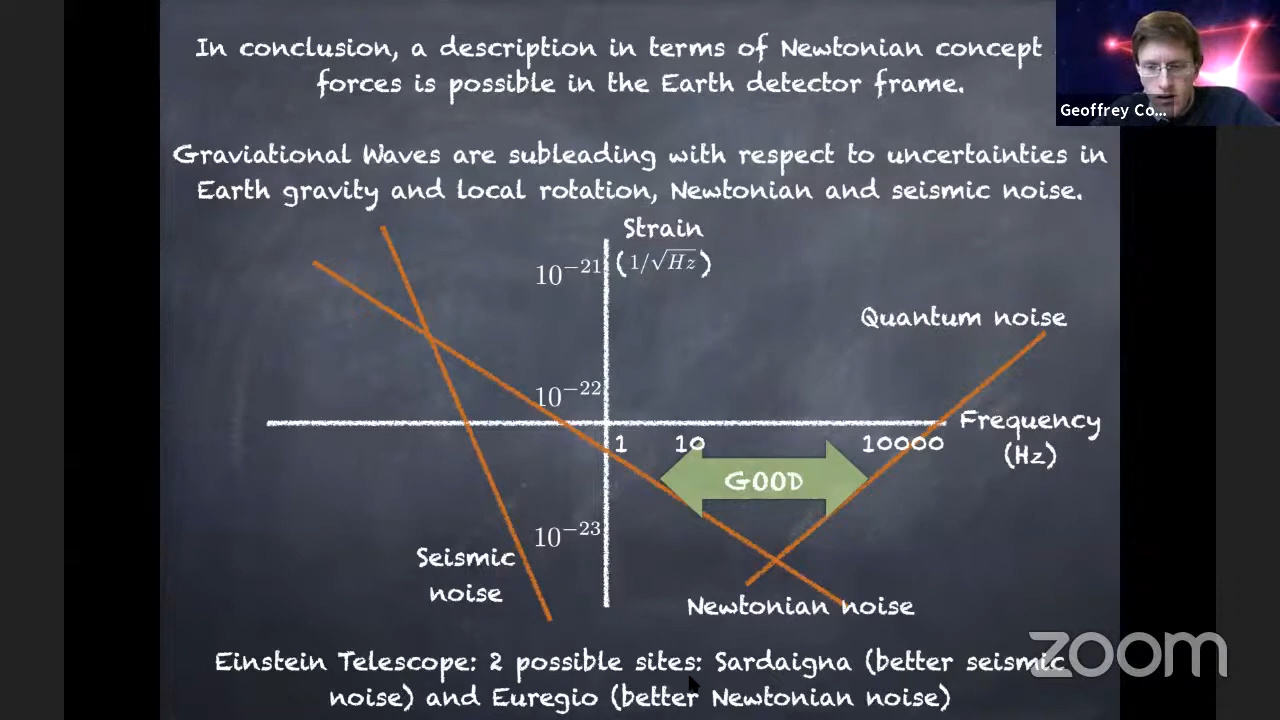 In conclusion, a description in terms of Newtonian concept
forces is possible in the Earth detector frame.
Geoffrey Co...
Graviational Waves are subleading with respect to uncertainties in
Earth gravity and local rotation, Newtonian and seismic noise.
Strain
(1/√Hz)
10⁻²¹
Quantum noise
10⁻²²
Frequency
(Hz)
1 10 10000
GOOD
10⁻²³
Seismic
noise
Newtonian noise
Einstein Telescope: 2 possible sites: Sardaigna (better seismic
noise) and Euregio (better Newtonian noise)
zoom